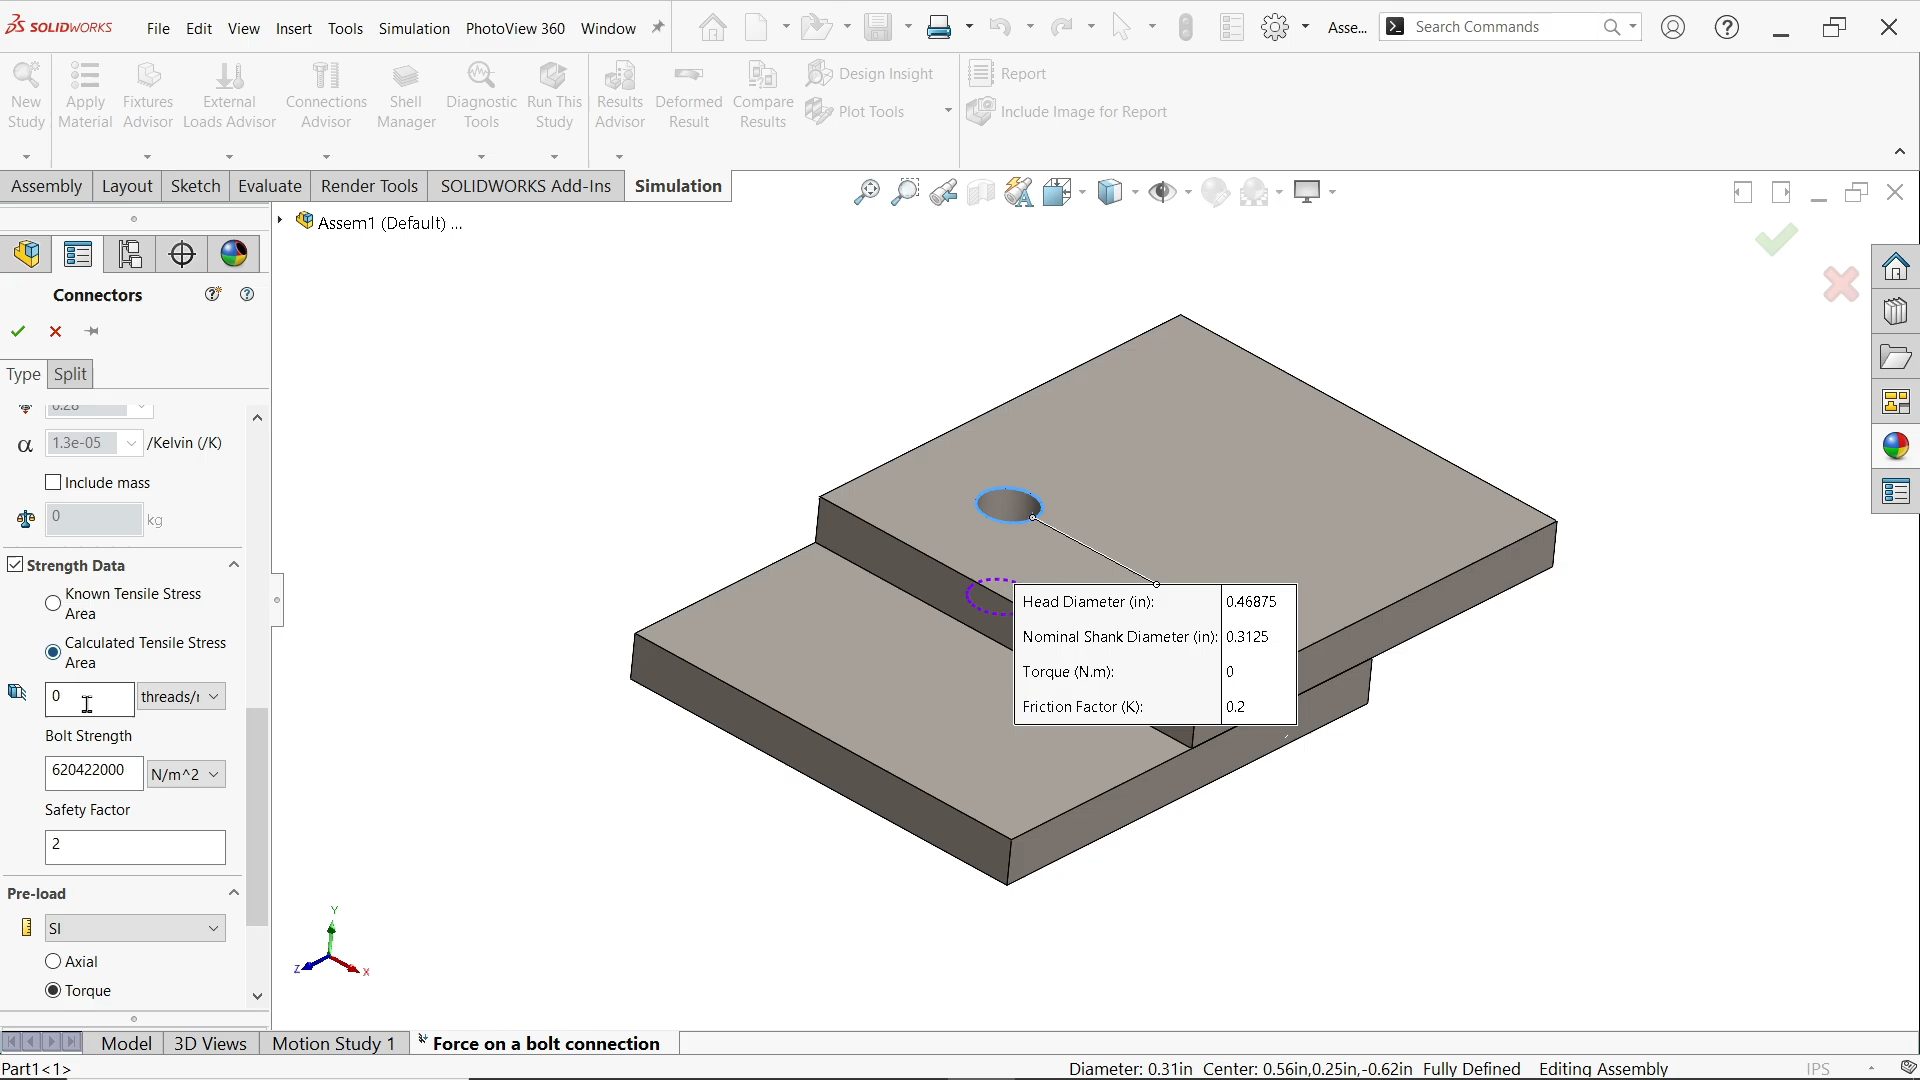 SOLIDWORKS File Edit View Insert Tools Simulation PhotoView 360 Window Asse... Search Commands
New Study
Apply Material
Fixtures Advisor
External Loads Advisor
Connections Advisor
Shell Manager
Diagnostic Tools
Run This Study
Results Advisor
Deformed Result
Compare Results
Design Insight
Plot Tools
Report
Include Image for Report
Assembly Layout Sketch Evaluate Render Tools SOLIDWORKS Add-Ins Simulation
Assem1 (Default) ...
Connectors
Type Split
0.28
α 1.3e-05 /Kelvin (/K)
Include mass
0 kg
Strength Data
Known Tensile Stress
Area
Calculated Tensile Stress
Area
0 threads/r
Bolt Strength
620422000 N/m^2
Safety Factor
2
Pre-load
SI
Axial
Torque
Head Diameter (in): 0.46875
Nominal Shank Diameter (in): 0.3125
Torque (N.m): 0
Friction Factor (K): 0.2
Y
Z
X
Model 3D Views Motion Study 1 Force on a bolt connection
Part1<1> Diameter: 0.31in Center: 0.56in,0.25in,-0.62in Fully Defined Editing Assembly IPS